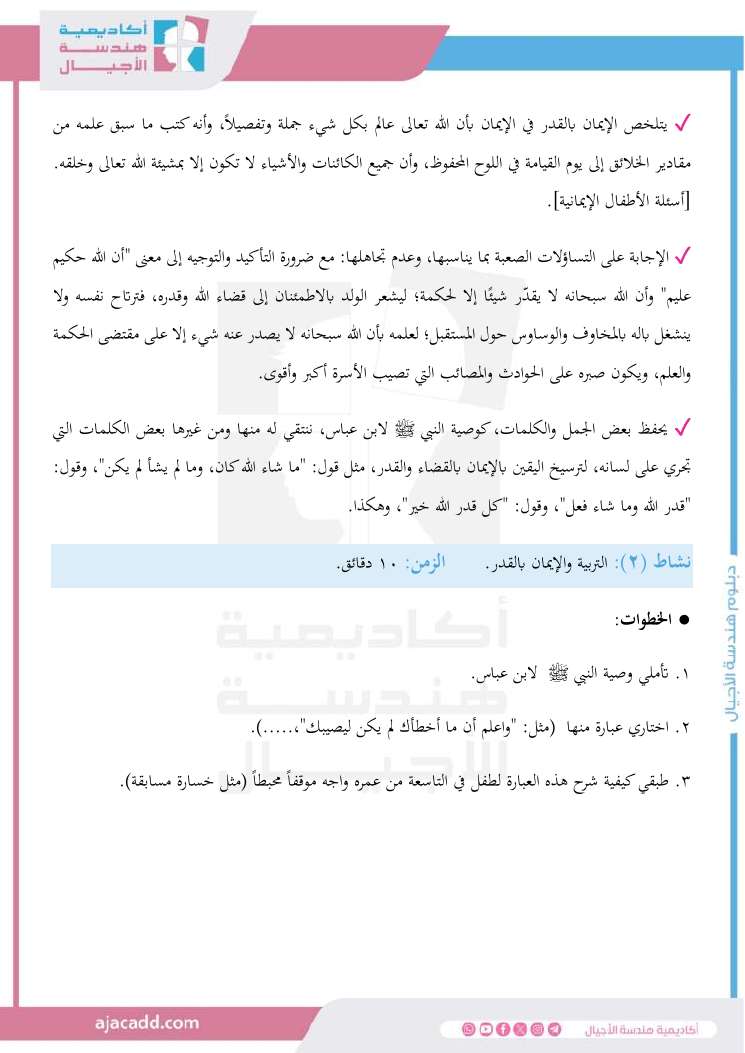 أكاديمية
هندسة
الأجيال
✓ يتلخص الإيمان بالقدر في الإيمان بأن الله تعالى عالم بكل شيء جملة وتفصيلاً، وأنه كتب ما سبق علمه من
مقادير الخلائق إلى يوم القيامة في اللوح المحفوظ، وأن جميع الكائنات والأشياء لا تكون إلا بمشيئة الله تعالى وخلقه.
[أسئلة الأطفال الإيمانية].
✓ الإجابة على التساؤلات الصعبة بما يناسبها، وعدم تجاهلها: مع ضرورة التأكيد والتوجيه إلى معنى "أن الله حكيم
عليم" وأن الله سبحانه لا يقدّر شيئًا إلا لحكمة؛ ليشعر الولد بالاطمئنان إلى قضاء الله وقدره، فترتاح نفسه ولا
ينشغل باله بالمخاوف والوساوس حول المستقبل؛ لعلمه بأن الله سبحانه لا يصدر عنه شيء إلا على مقتضى الحكمة
والعلم، ويكون صبره على الحوادث والمصائب التي تصيب الأسرة أكبر وأقوى.
✓ يحفظ بعض الجمل والكلمات، كوصية النبي ﷺ لابن عباس، ننتقي له منها ومن غيرها بعض الكلمات التي
تجري على لسانه، لترسيخ اليقين بالإيمان بالقضاء والقدر، مثل قول: "ما شاء الله كان، وما لم يشأ لم يكن"، وقول:
"قدر الله وما شاء فعل"، وقول: "كل قدر الله خير"، وهكذا.
نشاط (٢): التربية والإيمان بالقدر. الزمن: ١٠ دقائق.
● الخطوات:
١. تأملي وصية النبي ﷺ لابن عباس.
٢. اختاري عبارة منها (مثل: "واعلم أن ما أخطأك لم يكن ليصيبك"،.....).
٣. طبقي كيفية شرح هذه العبارة لطفل في التاسعة من عمره واجه موقفاً محبطاً (مثل خسارة مسابقة).
أكاديمية
هندسة
الأجيال
دبلوم هندسة الأجيال
أكاديمية هندسة الأجيال
ajacadd.com